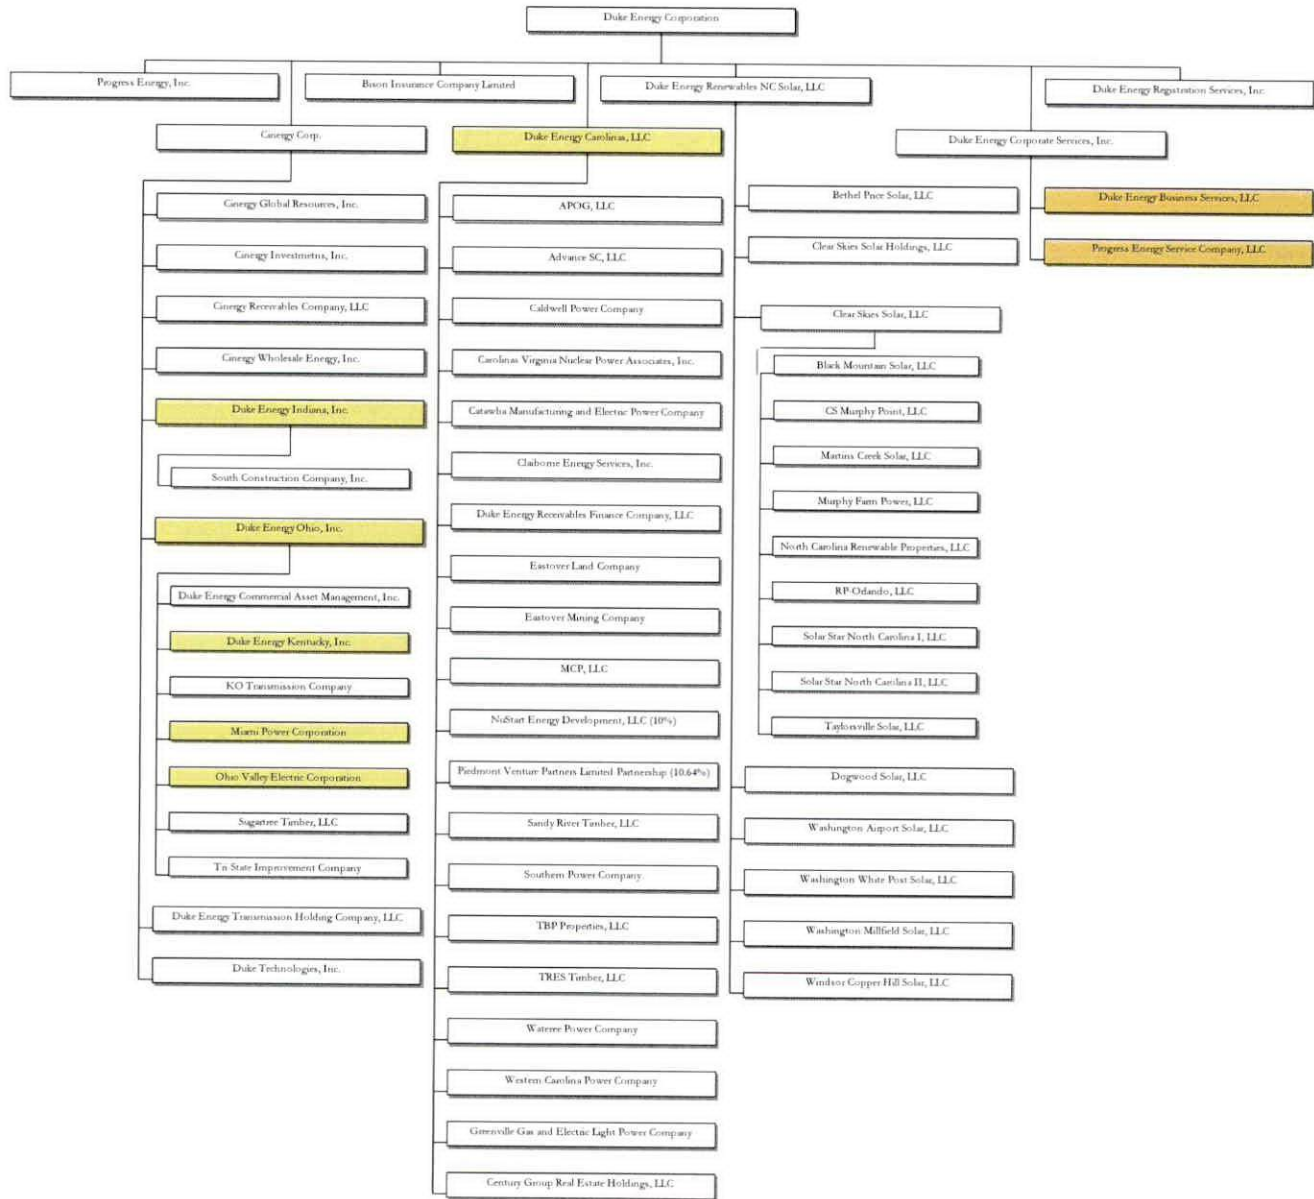 Duke Energy Corporation
Progress Energy, Inc.
Bison Insurance Company Limited
Duke Energy Renewables NC Solar, LLC
Duke Energy Registration Services, Inc.
Cinergy Corp.
Duke Energy Carolinas, LLC
Duke Energy Corporate Services, Inc.
Cinergy Global Resources, Inc.
Cinergy Investmetns, Inc.
Cinergy Receivables Company, LLC
Cinergy Wholesale Energy, Inc.
Duke Energy Indiana, Inc.
South Construction Company, Inc.
Duke Energy Ohio, Inc.
Duke Energy Commercial Asset Management, Inc.
Duke Energy Kentucky, Inc.
KO Transmission Company
Miami Power Corporation
Ohio Valley Electric Corporation
Sugartree Timber, LLC
Tri State Improvement Company
Duke Energy Transmission Holding Company, LLC
Duke Technologies, Inc.
APOG, LLC
Advance SC, LLC
Caldwell Power Company
Carolinas Virginia Nuclear Power Associates, Inc.
Catawba Manufacturing and Electric Power Company
Claiborne Energy Services, Inc.
Duke Energy Receivables Finance Company, LLC
Eastover Land Company
Eastover Mining Company
MCP, LLC
NuStart Energy Development, LLC (10%)
Piedmont Venture Partners Limited Partnership (10.64%)
Sandy River Timber, LLC
Southern Power Company
TBP Properties, LLC
TRES Timber, LLC
Wateree Power Company
Western Carolina Power Company
Greenville Gas and Electric Light Power Company
Century Group Real Estate Holdings, LLC
Bethel Price Solar, LLC
Clear Skies Solar Holdings, LLC
Clear Skies Solar, LLC
Black Mountain Solar, LLC
CS Murphy Point, LLC
Martins Creek Solar, LLC
Murphy Farm Power, LLC
North Carolina Renewable Properties, LLC
RP-Orlando, LLC
Solar Star North Carolina I, LLC
Solar Star North Carolina II, LLC
Taylorsville Solar, LLC
Dogwood Solar, LLC
Washington Airport Solar, LLC
Washington White Post Solar, LLC
Washington Millfield Solar, LLC
Windsor Copper Hill Solar, LLC
Duke Energy Business Services, LLC
Progress Energy Service Company, LLC